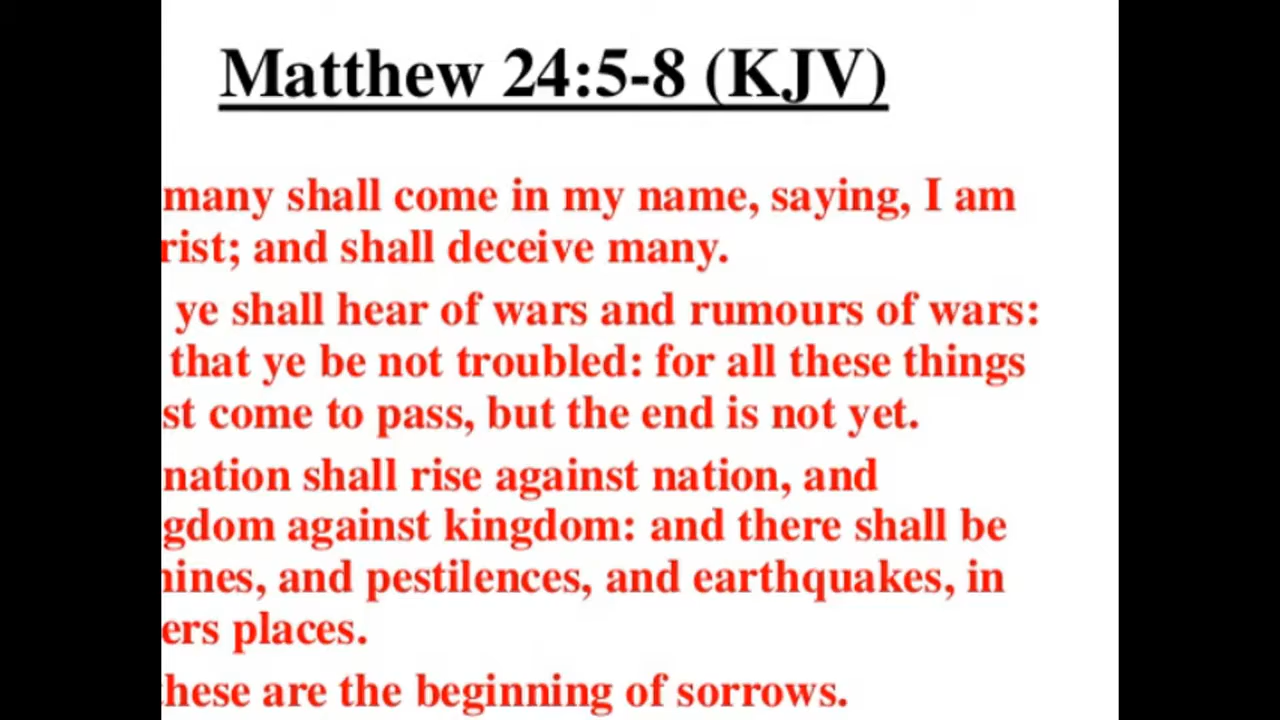 Matthew 24:5-8 (KJV)
many shall come in my name, saying, I am
rist; and shall deceive many.
ye shall hear of wars and rumours of wars:
that ye be not troubled: for all these things
st come to pass, but the end is not yet.
nation shall rise against nation, and
gdom against kingdom: and there shall be
nines, and pestilences, and earthquakes, in
ers places.
these are the beginning of sorrows.